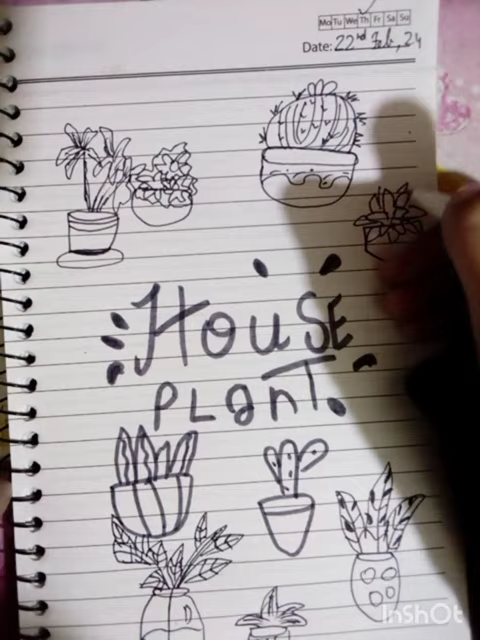 Mo Tu We Th Fr Sa Su
Date: 22nd Feb, 24
HouSE
PLanT.
InShOt